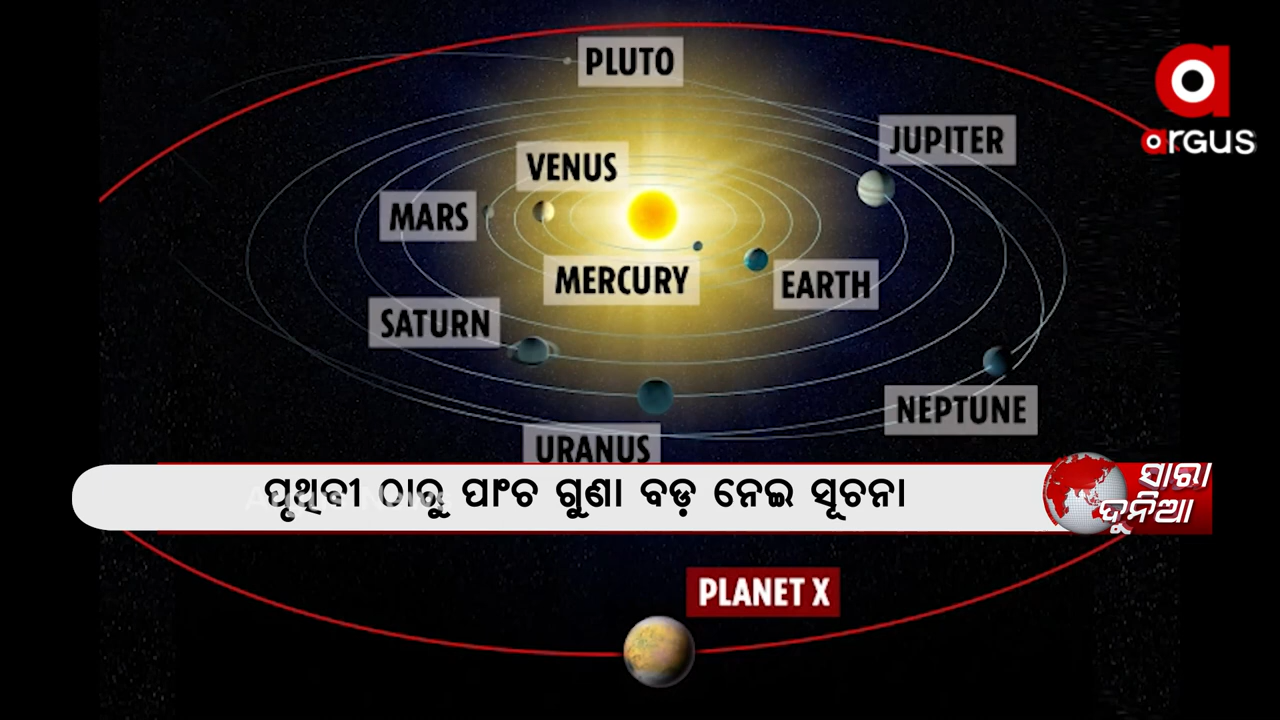 PLUTO
JUPITER
argus
VENUS
MARS
MERCURY
EARTH
SATURN
NEPTUNE
URANUS
ପୃଥିବୀ ଠାରୁ ପାଂଚ ଗୁଣା ବଡ଼ ନେଇ ସୂଚନା
ସାରା
ଦୁନିଆ
PLANET X